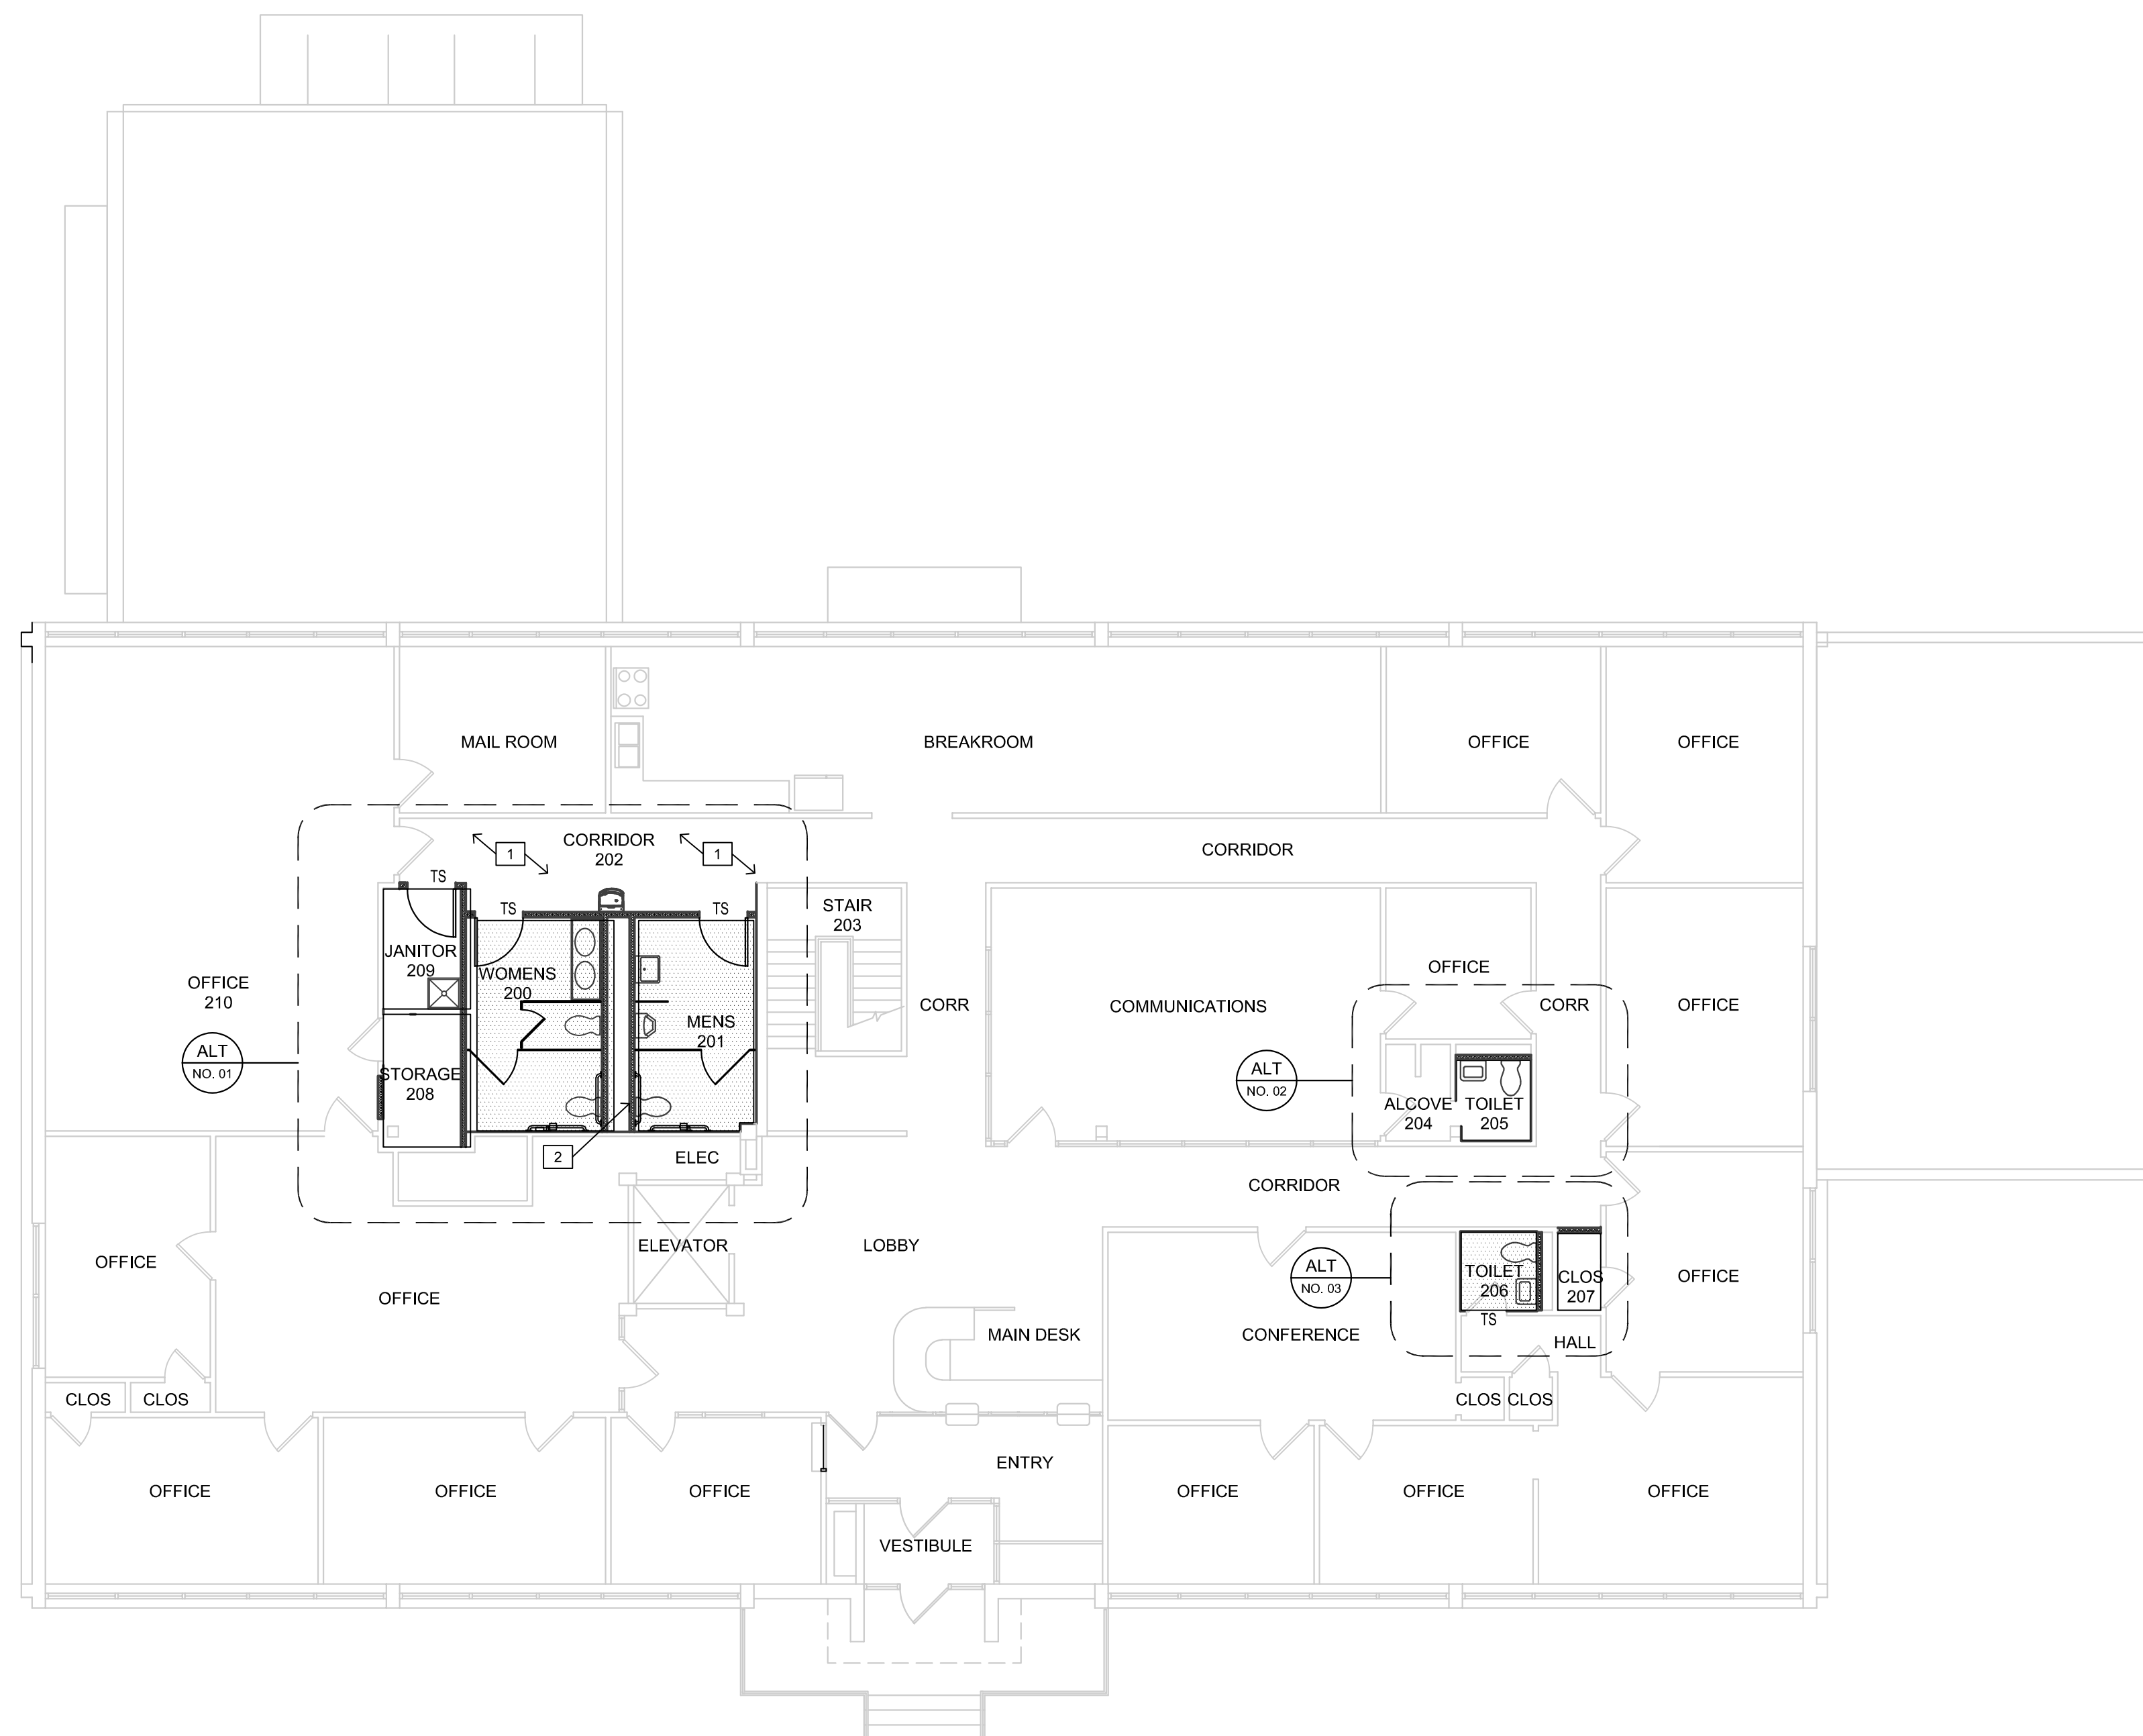 MAIL ROOM
BREAKROOM
OFFICE
OFFICE
1
CORRIDOR
202
1
CORRIDOR
TS
TS
TS
STAIR
203
JANITOR
209
WOMENS
200
OFFICE
210
OFFICE
CORR
COMMUNICATIONS
CORR
OFFICE
MENS
201
ALT
NO. 01
STORAGE
208
ALT
NO. 02
ALCOVE
204
TOILET
205
2
ELEC
CORRIDOR
OFFICE
ELEVATOR
LOBBY
ALT
NO. 03
TOILET
206
CLOS
207
OFFICE
OFFICE
TS
MAIN DESK
CONFERENCE
HALL
CLOS
CLOS
CLOS
CLOS
ENTRY
OFFICE
OFFICE
OFFICE
OFFICE
OFFICE
OFFICE
VESTIBULE